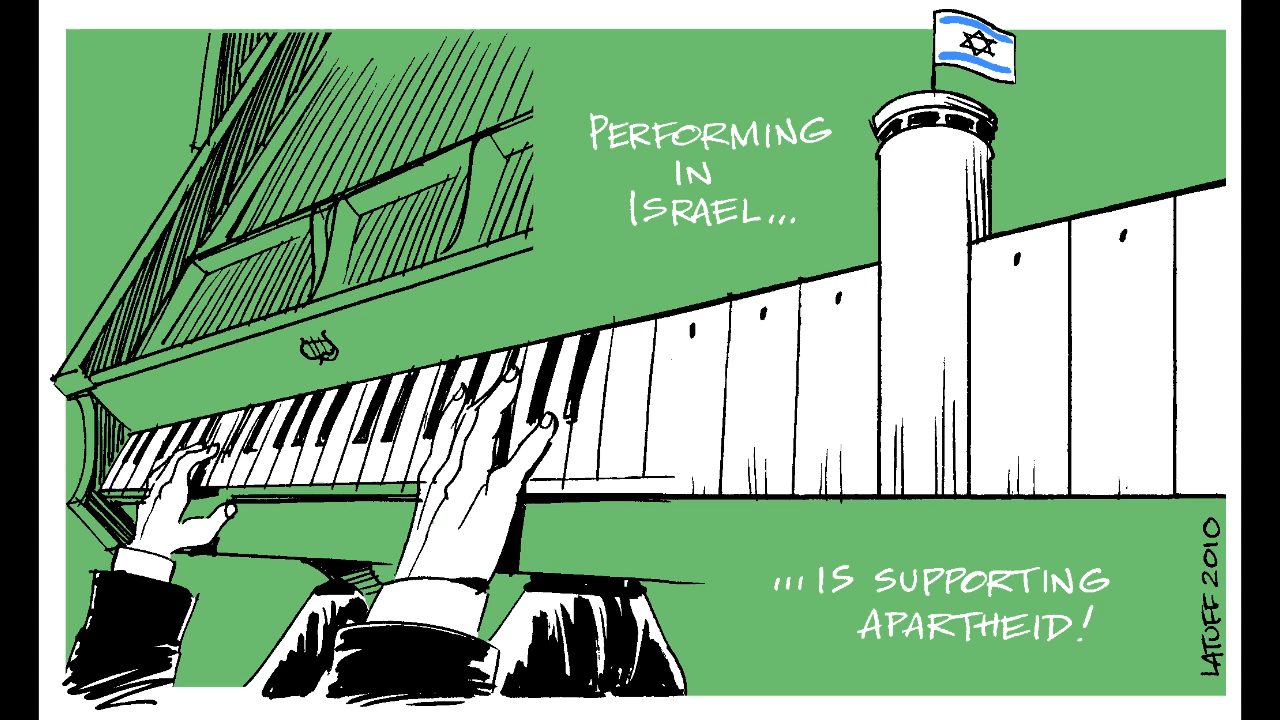 PERFORMING
IN
ISRAEL...
...IS SUPPORTING
APARTHEID!
LATUFF 2010